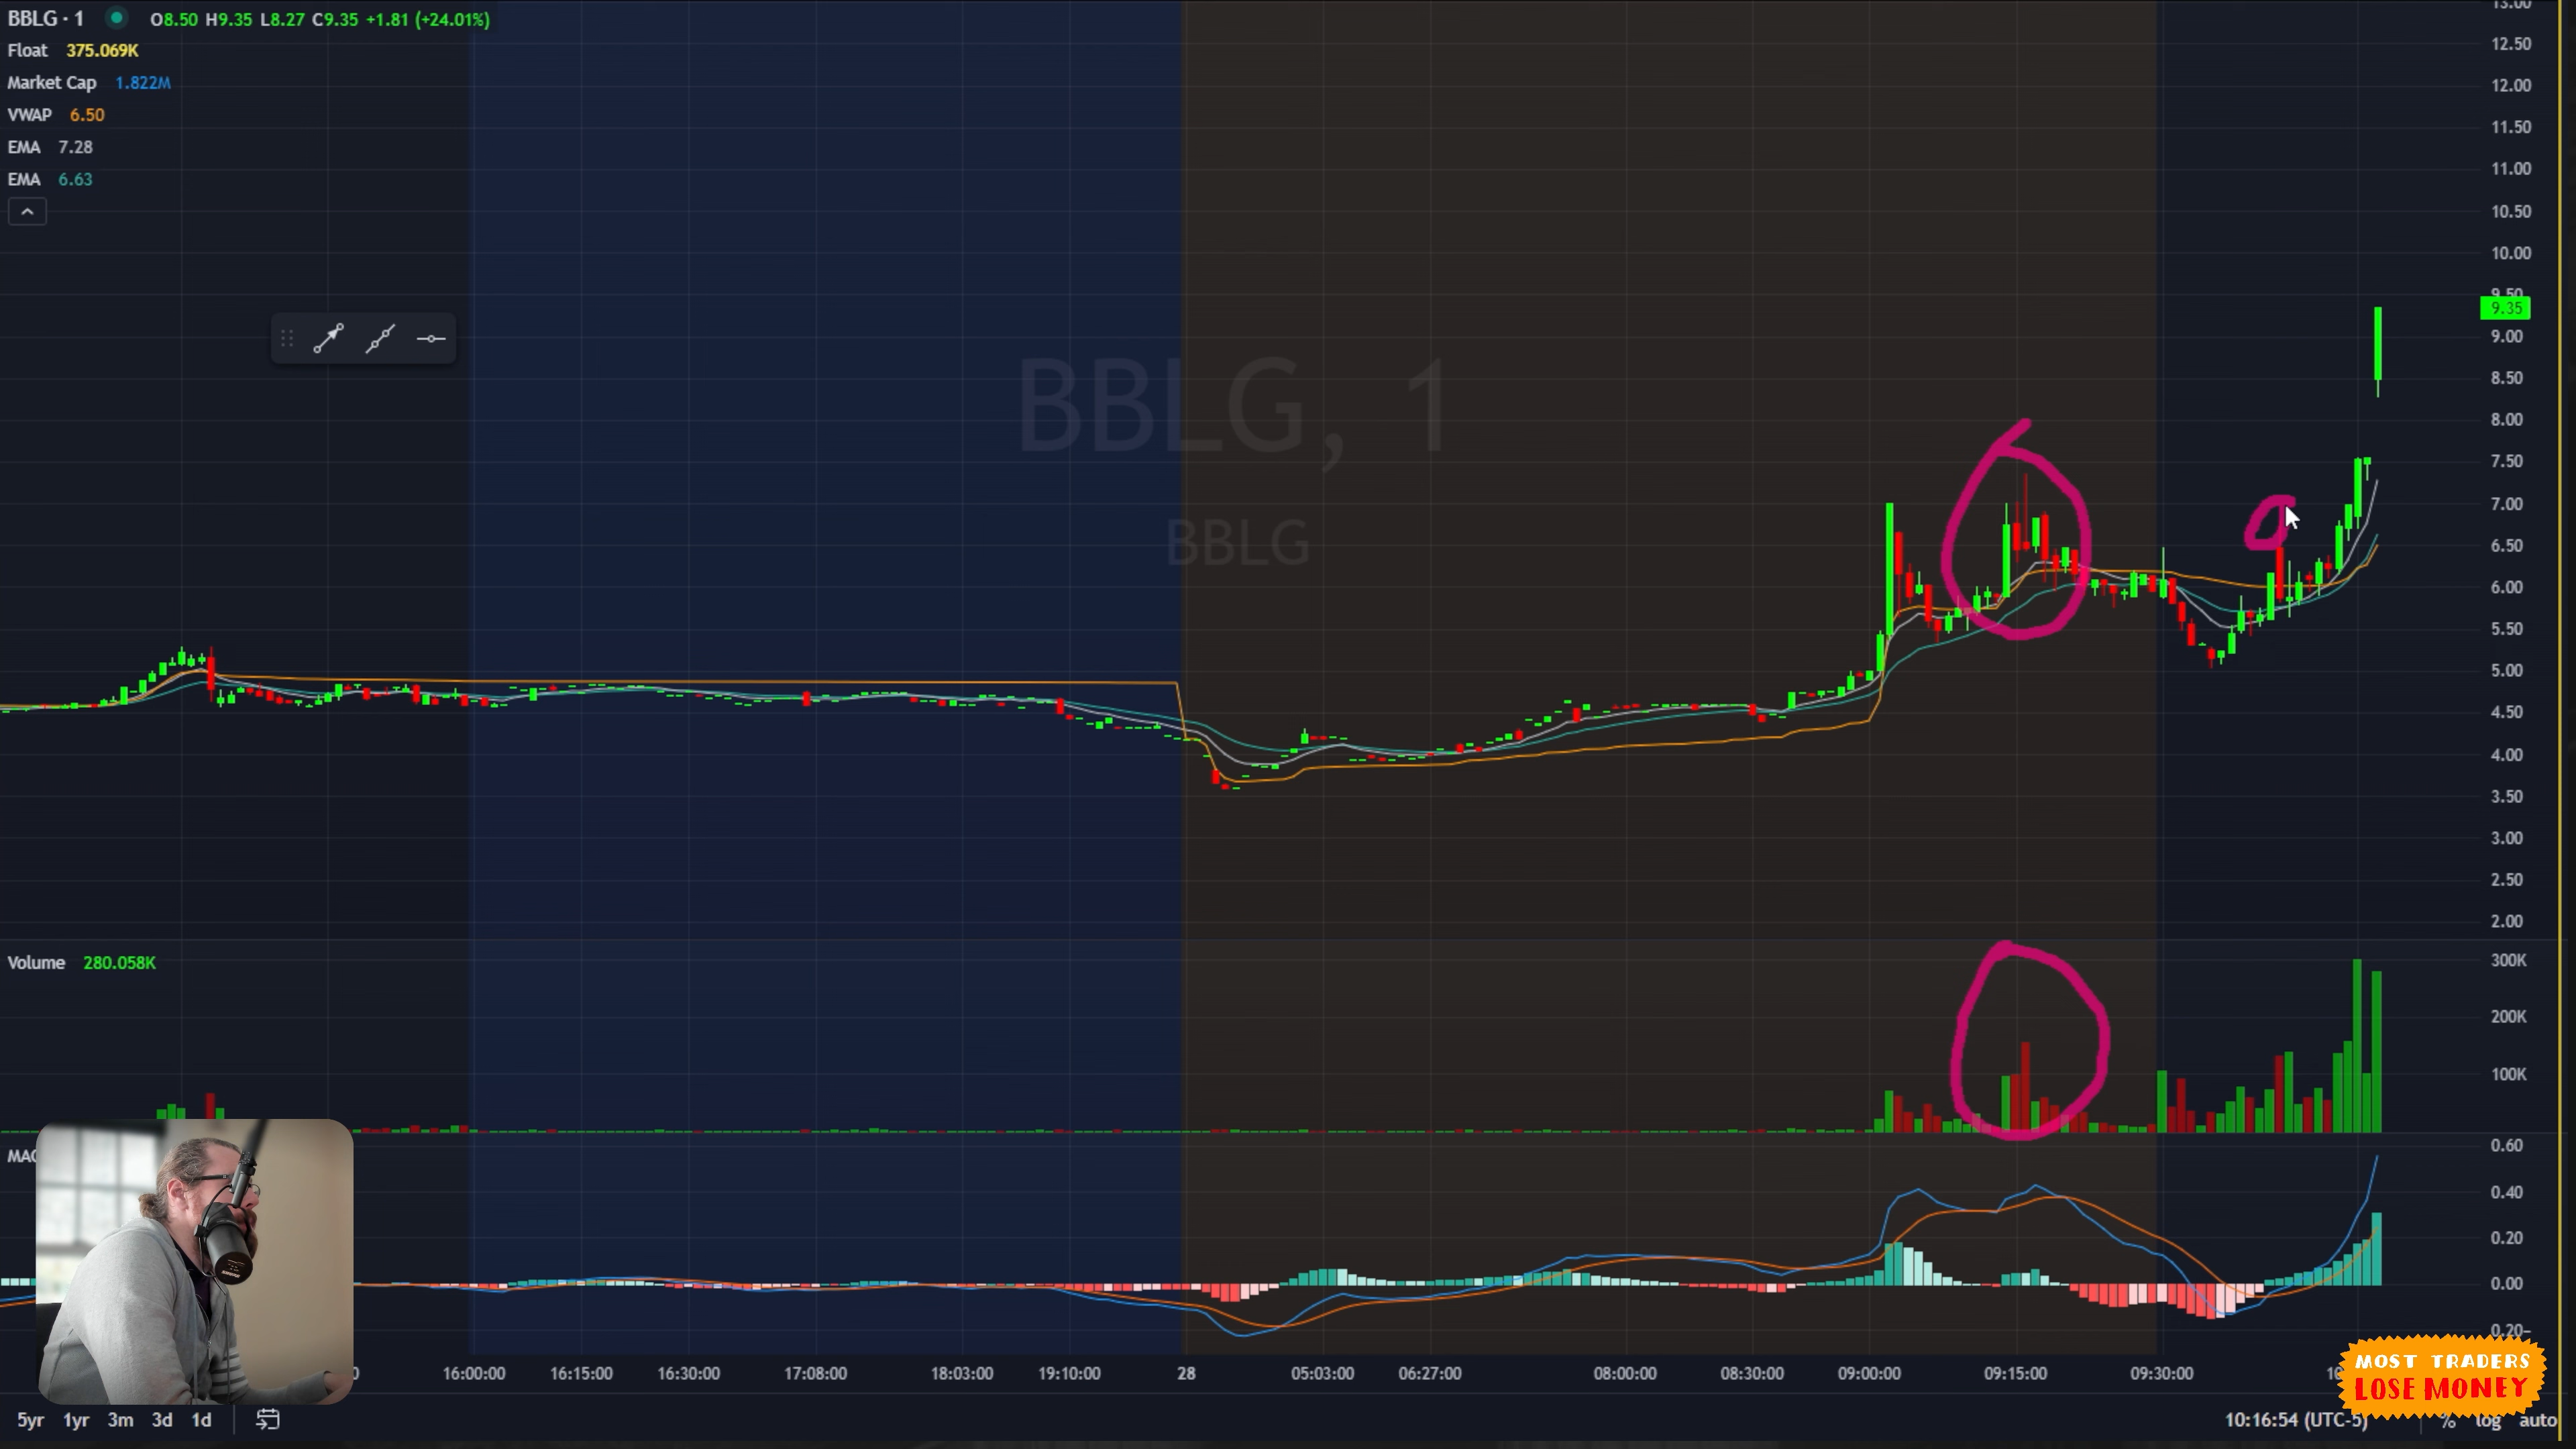 BBLG · 1 O8.50 H9.35 L8.27 C9.35 +1.81 (+24.01%)
Float 375.069K
Market Cap 1.822M
VWAP 6.50
EMA 7.28
EMA 6.63
BBLG, 1
BBLG
13.00
12.50
12.00
11.50
11.00
10.50
10.00
9.50
9.35
9.00
8.50
8.00
7.50
7.00
6.50
6.00
5.50
5.00
4.50
4.00
3.50
3.00
2.50
2.00
Volume 280.058K
300K
200K
100K
0.60
0.40
0.20
0.00
0.20-
16:00:00 16:15:00 16:30:00 17:08:00 18:03:00 19:10:00 28 05:03:00 06:27:00 08:00:00 08:30:00 09:00:00 09:15:00 09:30:00
MOST TRADERS
LOSE MONEY
5yr 1yr 3m 3d 1d 10:16:54 (UTC-5) % log auto